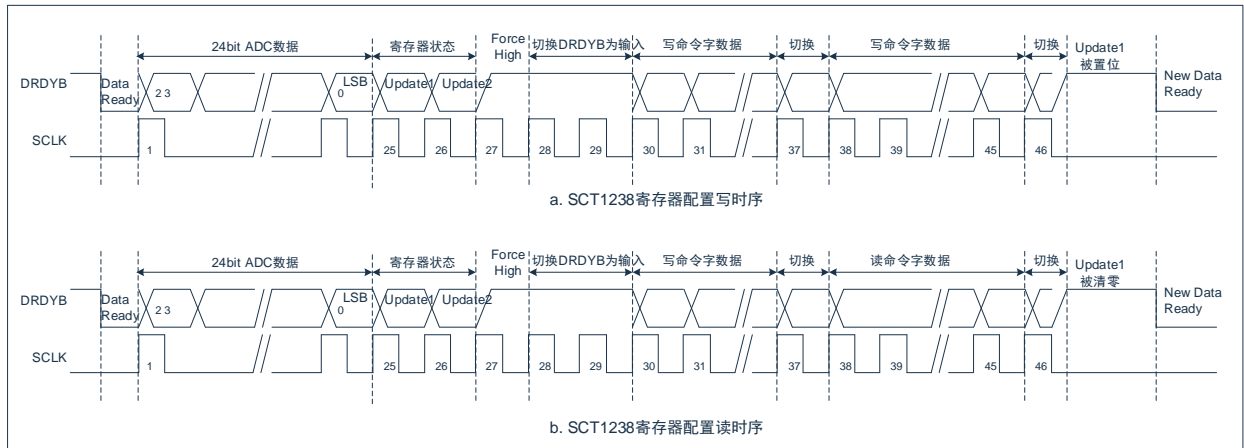 24bit ADC数据 寄存器状态 Force High 切换DRDYB为输入 写命令字数据 切换 写命令字数据 切换 Update1 被置位
DRDYB Data Ready 23 LSB 0 Update1 Update2 New Data Ready
SCLK 1 25 26 27 28 29 30 31 37 38 39 45 46
a. SCT1238寄存器配置写时序
24bit ADC数据 寄存器状态 Force High 切换DRDYB为输入 写命令字数据 切换 读命令字数据 切换 Update1 被清零
DRDYB Data Ready 23 LSB 0 Update1 Update2 New Data Ready
SCLK 1 25 26 27 28 29 30 31 37 38 39 45 46
b. SCT1238寄存器配置读时序